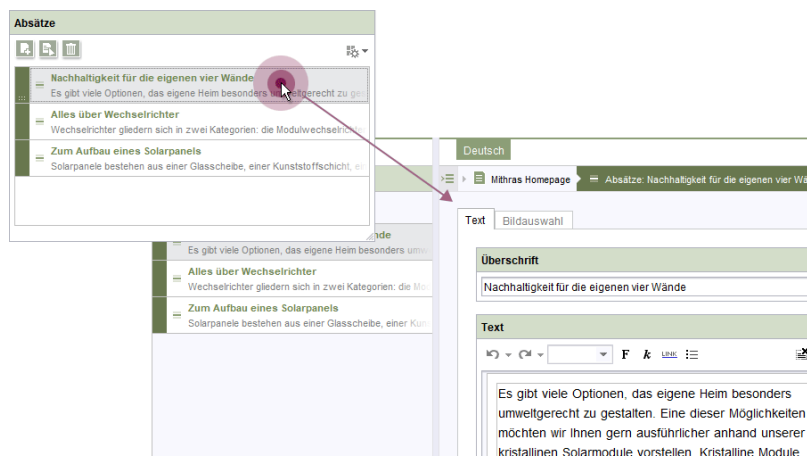 Absätze
Nachhaltigkeit für die eigenen vier Wände
Es gibt viele Optionen, das eigene Heim besonders umweltgerecht zu
Alles über Wechselrichter
Wechselrichter gliedern sich in zwei Kategorien: die Modulwechselrichter
Zum Aufbau eines Solarpanels
Solarpanele bestehen aus einer Glasscheibe, einer Kunststoffschicht,
Es gibt viele Optionen, das eigene Heim besonders
Alles über Wechselrichter
Wechselrichter gliedern sich in zwei Kategorien: die
Zum Aufbau eines Solarpanels
Solarpanele bestehen aus einer Glasscheibe, einer
Deutsch
Mithras Homepage
Absätze: Nachhaltigkeit für die eigenen vier
Text
Bildauswahl
Überschrift
Nachhaltigkeit für die eigenen vier Wände
Text
F k LINK
Es gibt viele Optionen, das eigene Heim besonders
umweltgerecht zu gestalten. Eine dieser Möglichkeiten
möchten wir Ihnen gern ausführlicher anhand unserer
kristallinen Solarmodule vorstellen. Kristalline Module